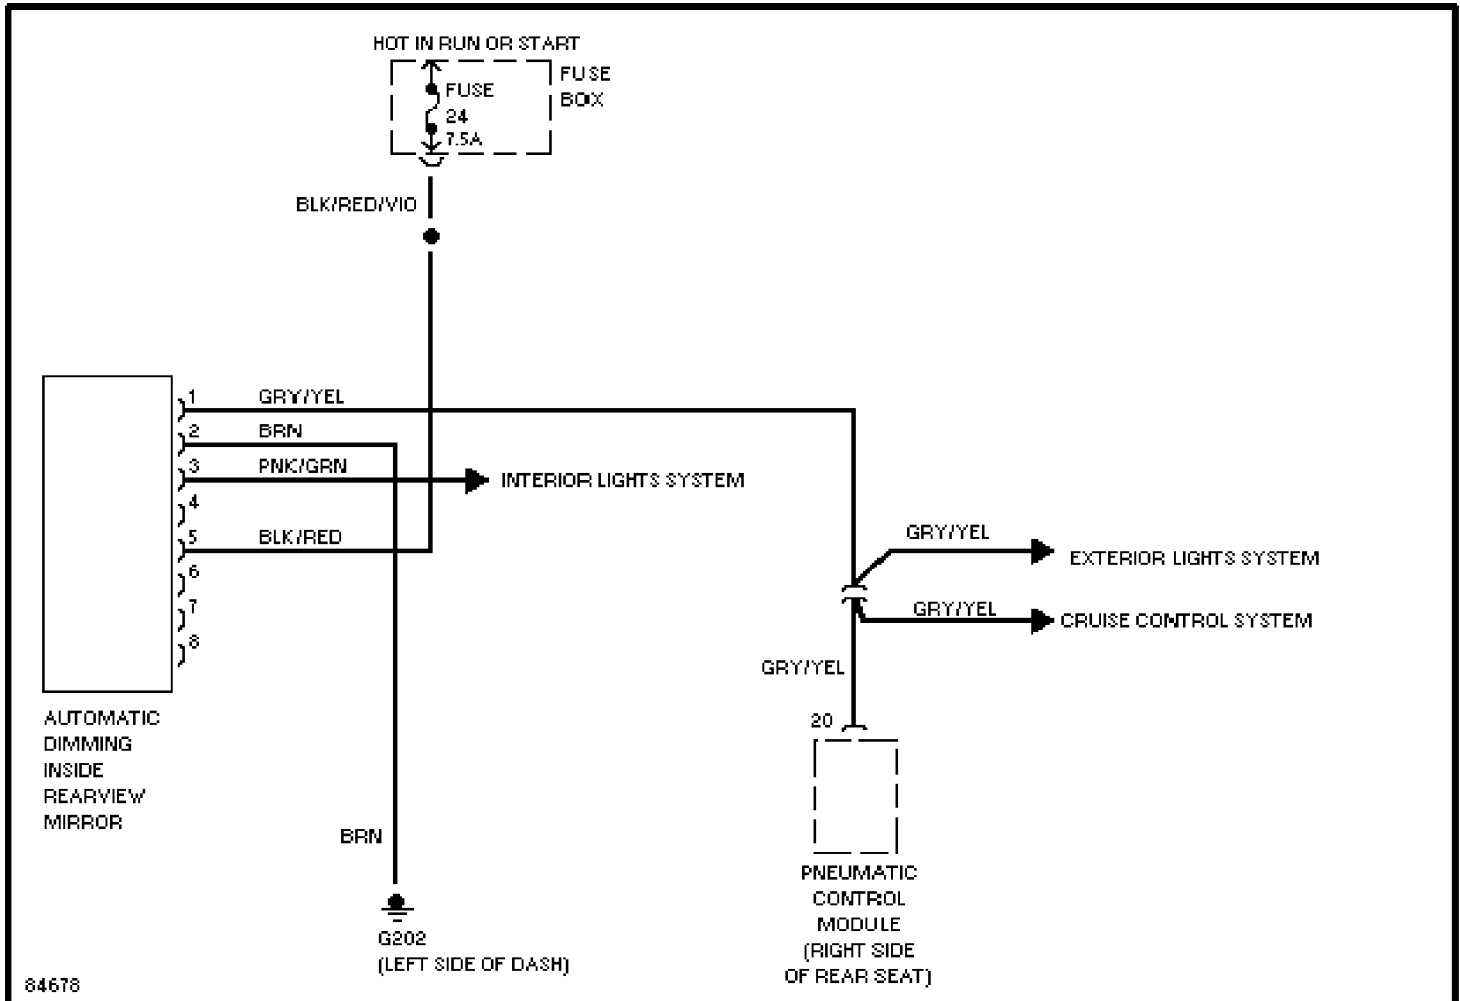 HOT IN RUN OR START
FUSE
BOX
FUSE
24
7.5A
BLK/RED/VIO
1
GRY/YEL
2
BRN
3
PNK/GRN
INTERIOR LIGHTS SYSTEM
4
5
BLK/RED
6
7
8
GRY/YEL
EXTERIOR LIGHTS SYSTEM
GRY/YEL
CRUISE CONTROL SYSTEM
GRY/YEL
20
AUTOMATIC
DIMMING
INSIDE
REARVIEW
MIRROR
BRN
G202
(LEFT SIDE OF DASH)
PNEUMATIC
CONTROL
MODULE
(RIGHT SIDE
OF REAR SEAT)
84678